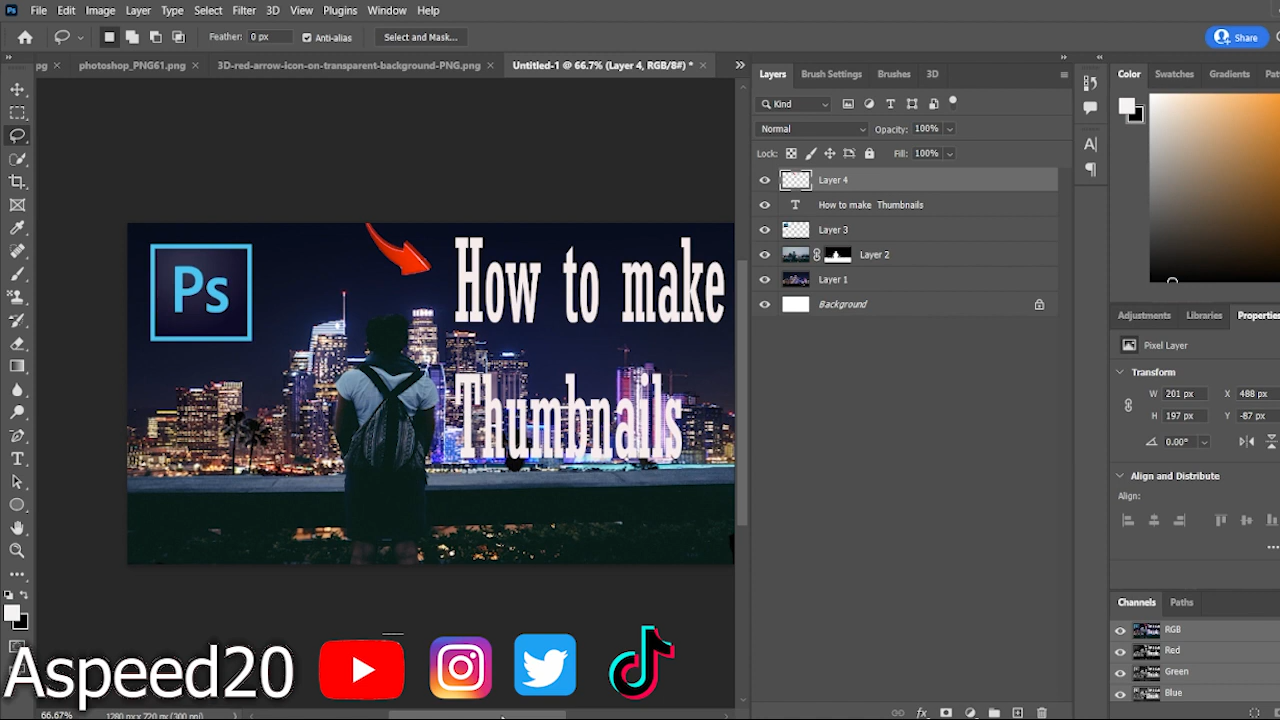 Ps File Edit Image Layer Type Select Filter 3D View Plugins Window Help
Feather: 0 px Anti-alias Select and Mask... Share
pg × photoshop_PNG61.png × 3D-red-arrow-icon-on-transparent-background-PNG.png × Untitled-1 @ 66.7% (Layer 4, RGB/8#) * ×
Layers Brush Settings Brushes 3D
Kind
Normal Opacity: 100%
Lock: Fill: 100%
Layer 4
How to make Thumbnails
Layer 3
Layer 2
Layer 1
Background
Color Swatches Gradients Pat
Adjustments Libraries Properties
Pixel Layer
Transform
W 201 px X 488 px
H 197 px Y -87 px
0.00°
Align and Distribute
Align:
Channels Paths
RGB
Red
Green
Blue
Ps
How to make
Thumbnails
Aspeed20
66.67% 1280 px x 720 px (300 ppi)